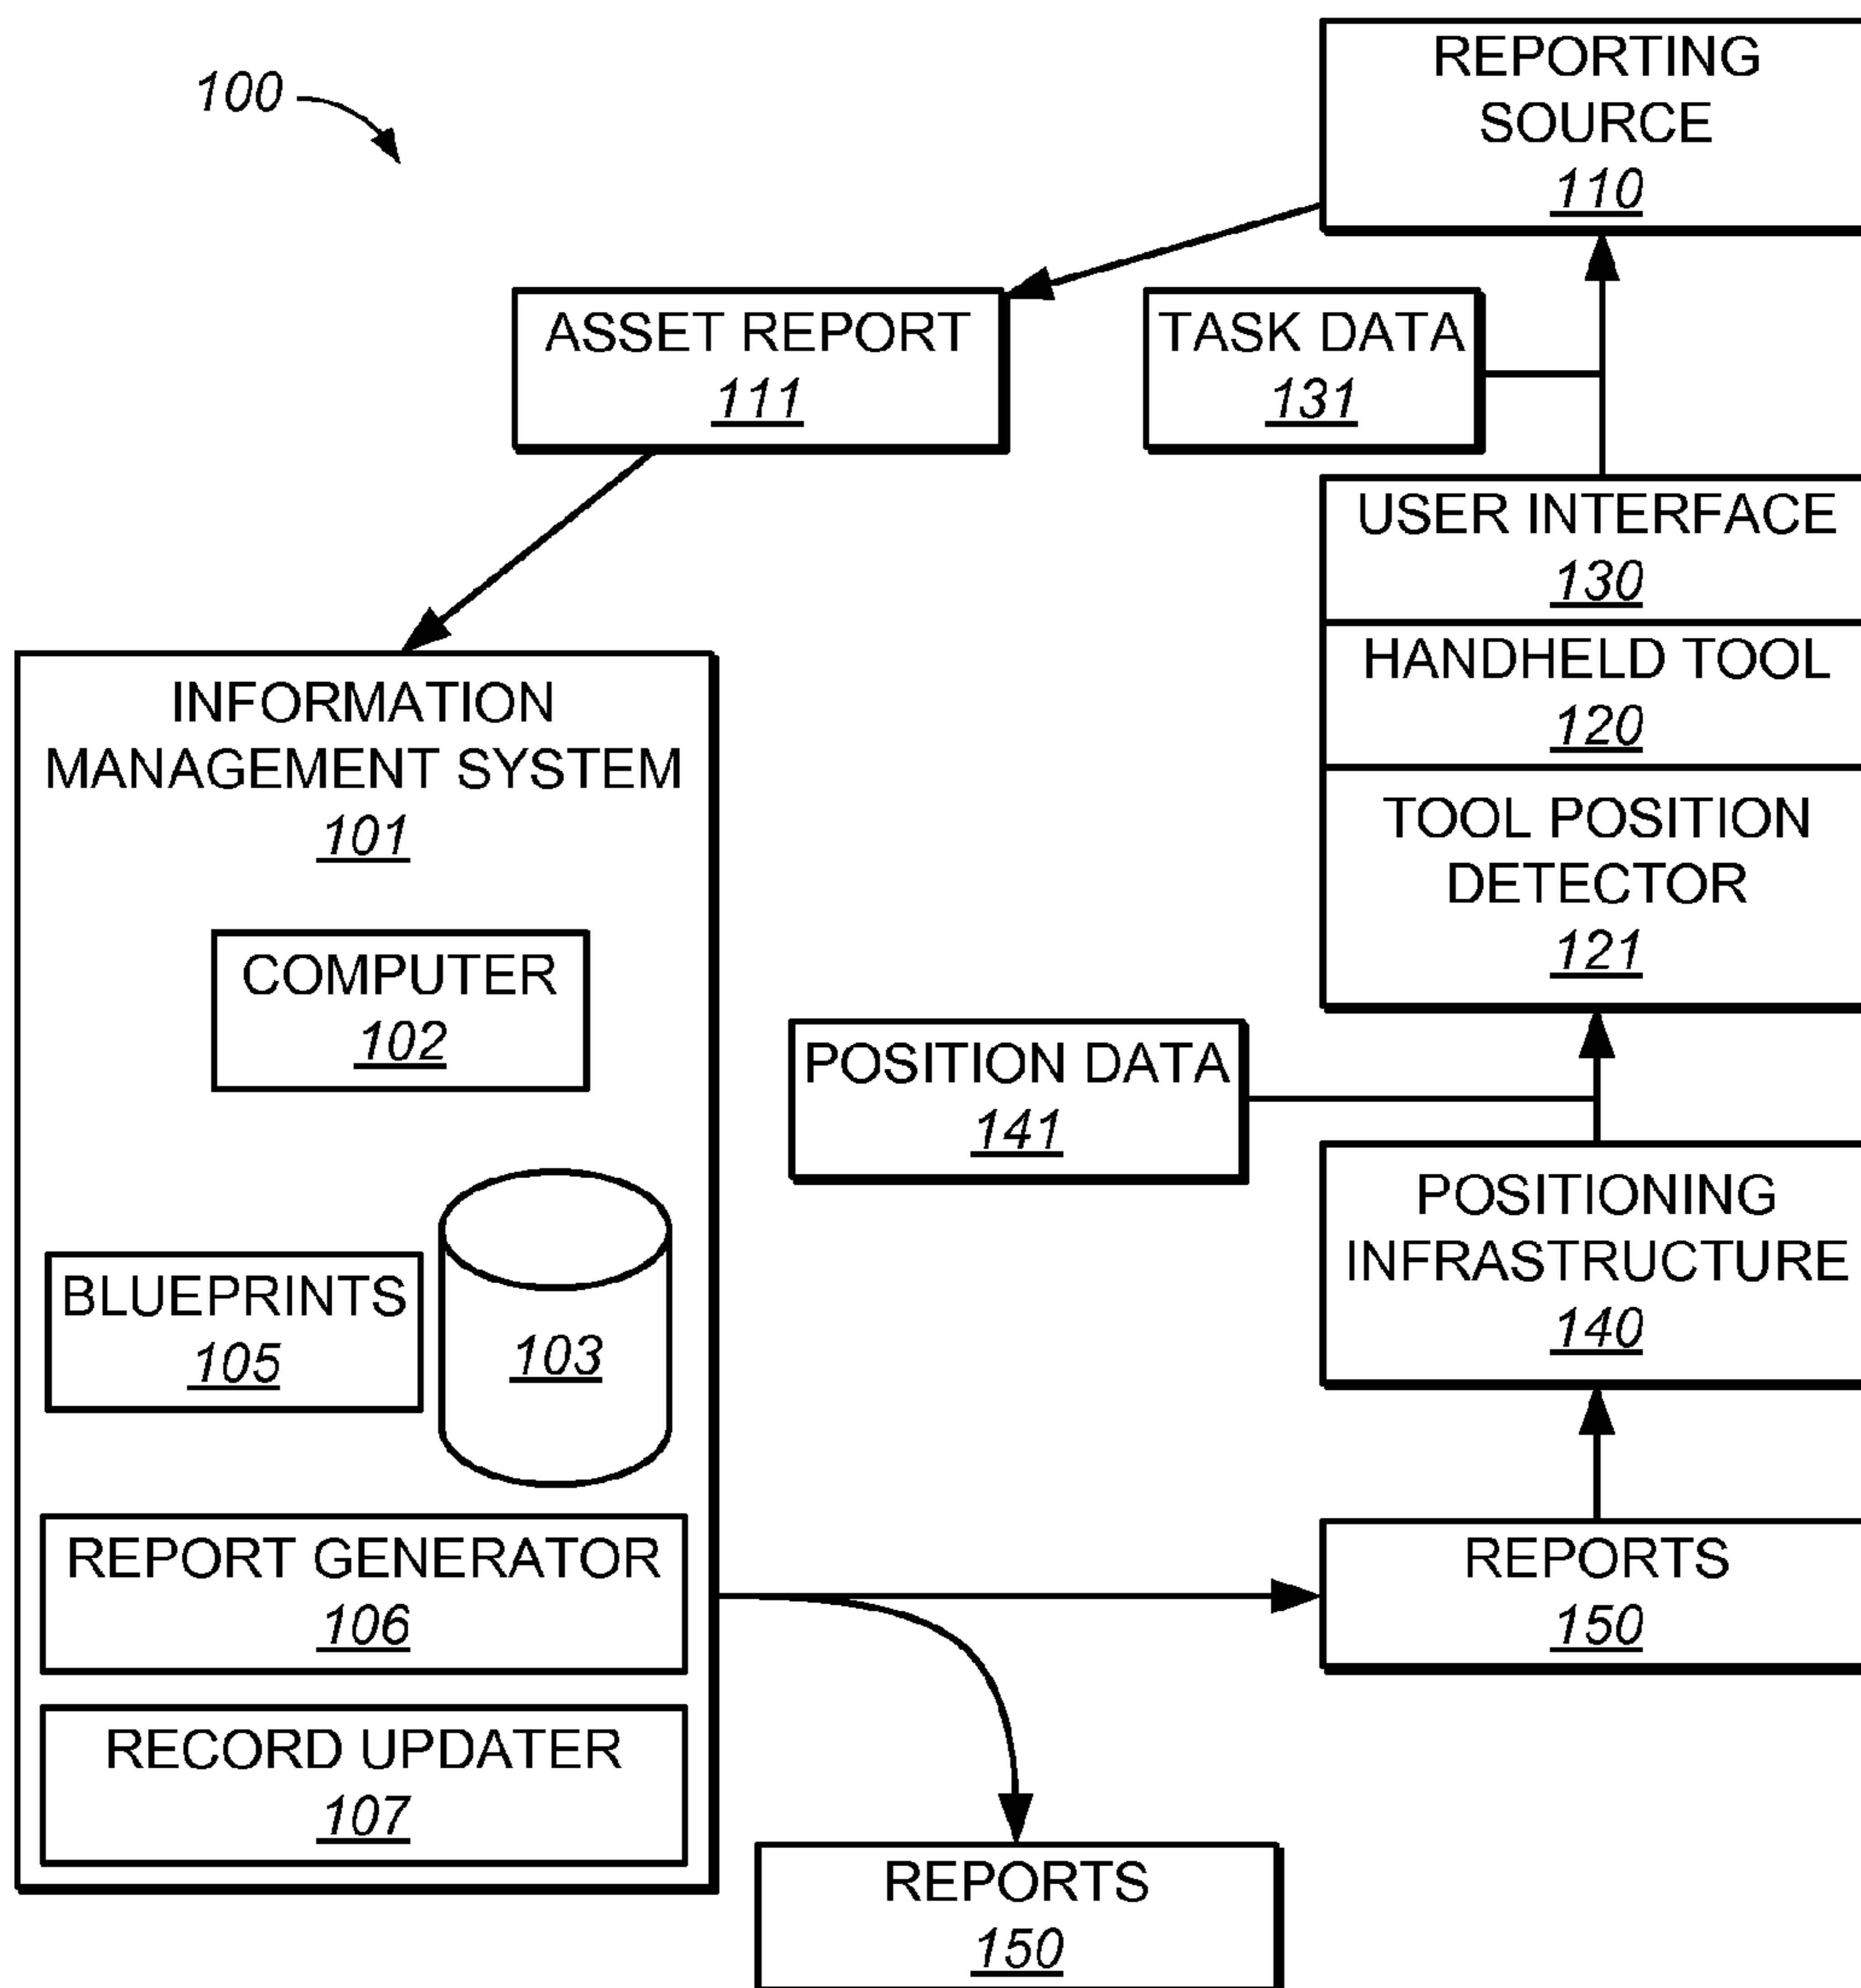 100
REPORTING
SOURCE
110
ASSET REPORT
111
TASK DATA
131
USER INTERFACE
130
HANDHELD TOOL
120
TOOL POSITION
DETECTOR
121
INFORMATION
MANAGEMENT SYSTEM
101
COMPUTER
102
POSITION DATA
141
POSITIONING
INFRASTRUCTURE
140
BLUEPRINTS
105
103
REPORT GENERATOR
106
REPORTS
150
RECORD UPDATER
107
REPORTS
150